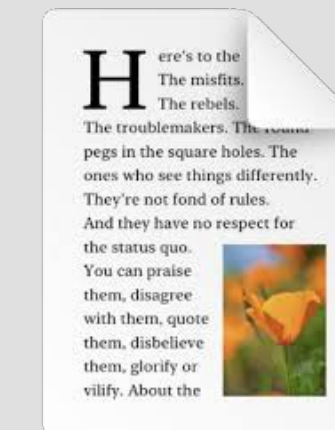 Here's to the
The misfits.
The rebels.
The troublemakers. The round
pegs in the square holes. The
ones who see things differently.
They're not fond of rules.
And they have no respect for
the status quo.
You can praise
them, disagree
with them, quote
them, disbelieve
them, glorify or
vilify. About the